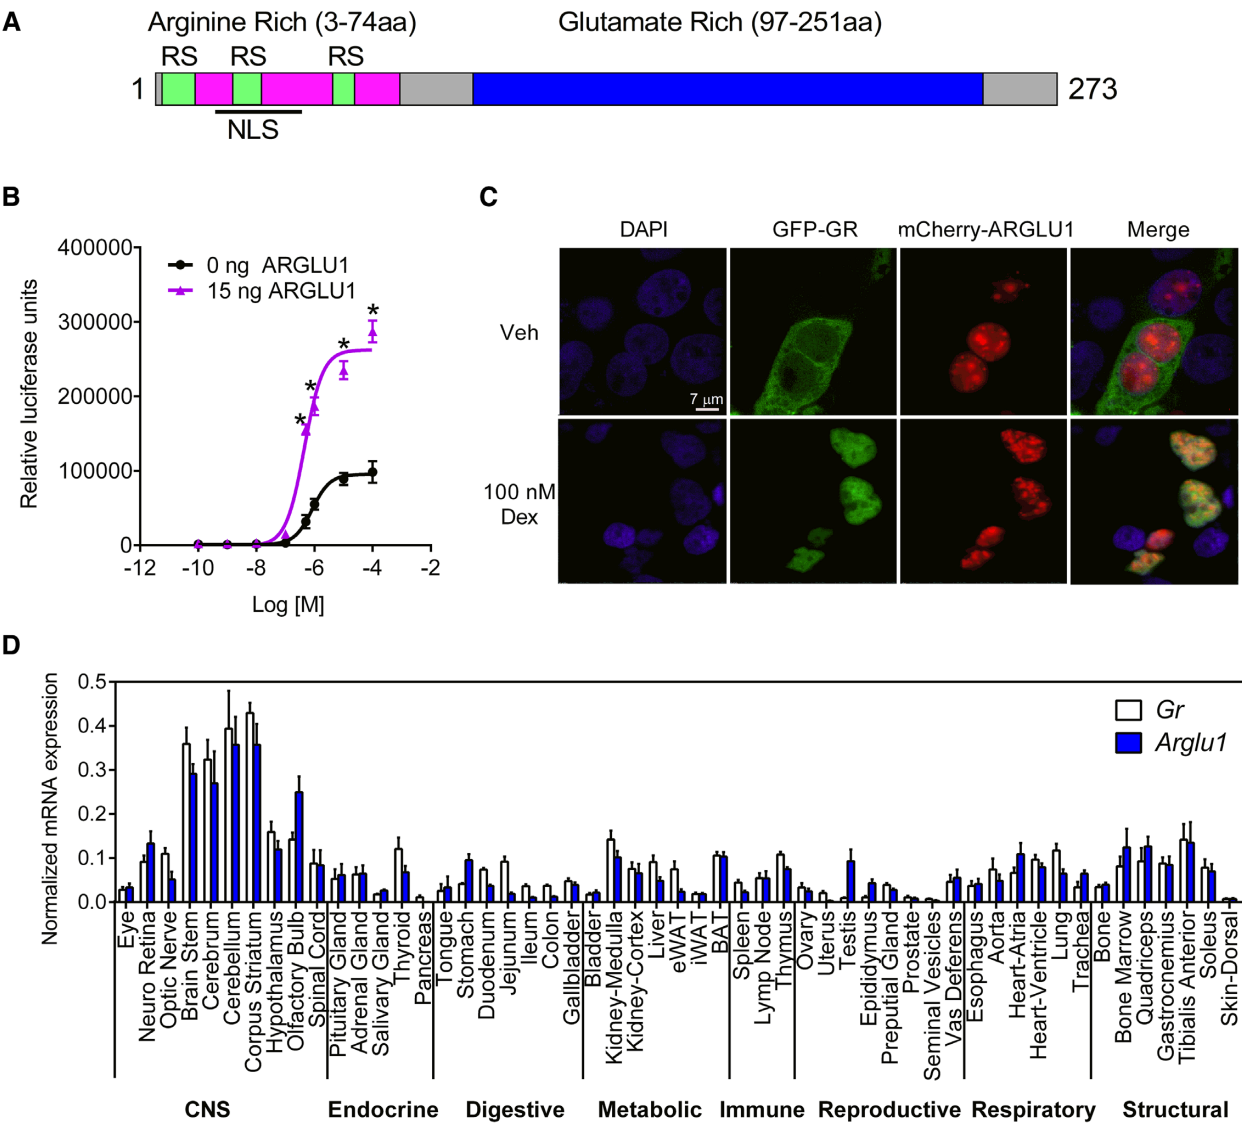 A
Arginine Rich (3-74aa)
Glutamate Rich (97-251aa)
RS RS RS
1
273
NLS
B
Relative luciferase units
400000
300000
200000
100000
0
0 ng ARGLU1
15 ng ARGLU1
*
*
*
*
-12 -10 -8 -6 -4 -2
Log [M]
C
DAPI GFP-GR mCherry-ARGLU1 Merge
Veh
7 μm
100 nM
Dex
D
Normalized mRNA expression
0.5
0.4
0.3
0.2
0.1
0.0
Gr
Arglu1
Eye
Neuro Retina
Optic Nerve
Brain Stem
Cerebrum
Cerebellum
Corpus Striatum
Hypothalamus
Olfactory Bulb
Spinal Cord
Pituitary Gland
Adrenal Gland
Salivary Gland
Thyroid
Pancreas
Tongue
Stomach
Duodenum
Jejunum
Ileum
Colon
Gallbladder
Bladder
Kidney-Medulla
Kidney-Cortex
Liver
eWAT
iWAT
BAT
Spleen
Lymp Node
Thymus
Ovary
Uterus
Testis
Epididymus
Preputial Gland
Prostate
Seminal Vesicles
Vas Deferens
Esophagus
Aorta
Heart-Atria
Heart-Ventricle
Lung
Trachea
Bone
Bone Marrow
Quadriceps
Gastrocnemius
Tibialis Anterior
Soleus
Skin-Dorsal
CNS Endocrine Digestive Metabolic Immune Reproductive Respiratory Structural